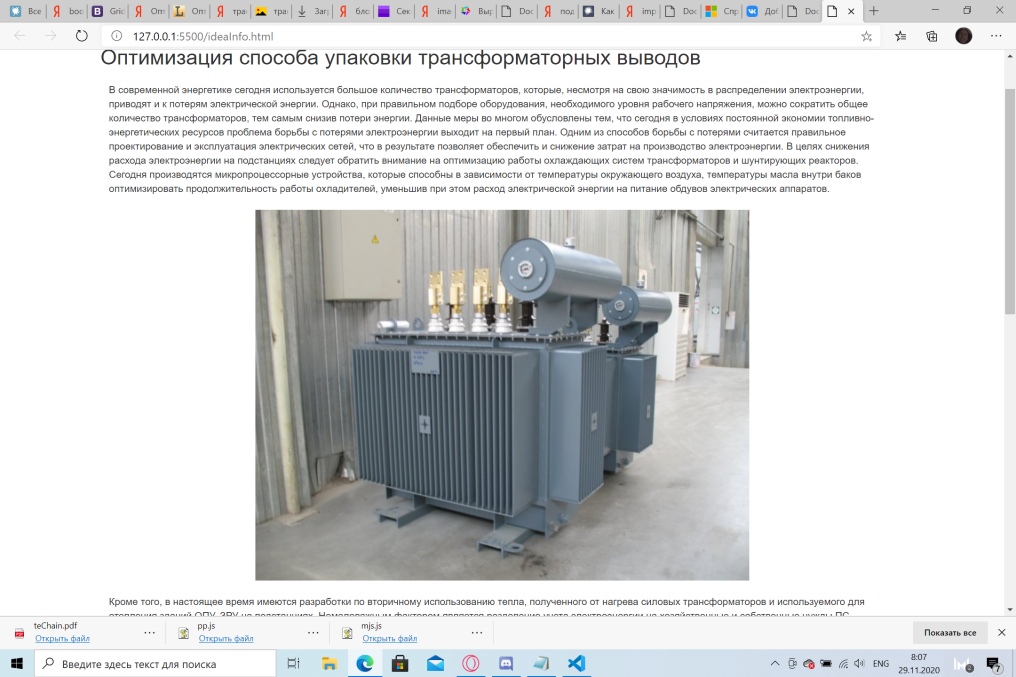 Все
boo
Gric
Опт
Опт
тра
тра
Загр
бло
Сек
ima
Выр
Doc
под
Как
imp
Doc
Спр
Доб
Doc
127.0.0.1:5500/ideaInfo.html
Оптимизация способа упаковки трансформаторных выводов
В современной энергетике сегодня используется большое количество трансформаторов, которые, несмотря на свою значимость в распределении электроэнергии,
приводят и к потерям электрической энергии. Однако, при правильном подборе оборудования, необходимого уровня рабочего напряжения, можно сократить общее
количество трансформаторов, тем самым снизив потери энергии. Данные меры во многом обусловлены тем, что сегодня в условиях постоянной экономии топливно-
энергетических ресурсов проблема борьбы с потерями электроэнергии выходит на первый план. Одним из способов борьбы с потерями считается правильное
проектирование и эксплуатация электрических сетей, что в результате позволяет обеспечить и снижение затрат на производство электроэнергии. В целях снижения
расхода электроэнергии на подстанциях следует обратить внимание на оптимизацию работы охлаждающих систем трансформаторов и шунтирующих реакторов.
Сегодня производятся микропроцессорные устройства, которые способны в зависимости от температуры окружающего воздуха, температуры масла внутри баков
оптимизировать продолжительность работы охладителей, уменьшив при этом расход электрической энергии на питание обдувов электрических аппаратов.
Кроме того, в настоящее время имеются разработки по вторичному использованию тепла, полученного от нагрева силовых трансформаторов и используемого для
teChain.pdf
Открыть файл
pp.js
Открыть файл
mjs.js
Открыть файл
Показать все
Введите здесь текст для поиска
ENG
8:07
29.11.2020
7